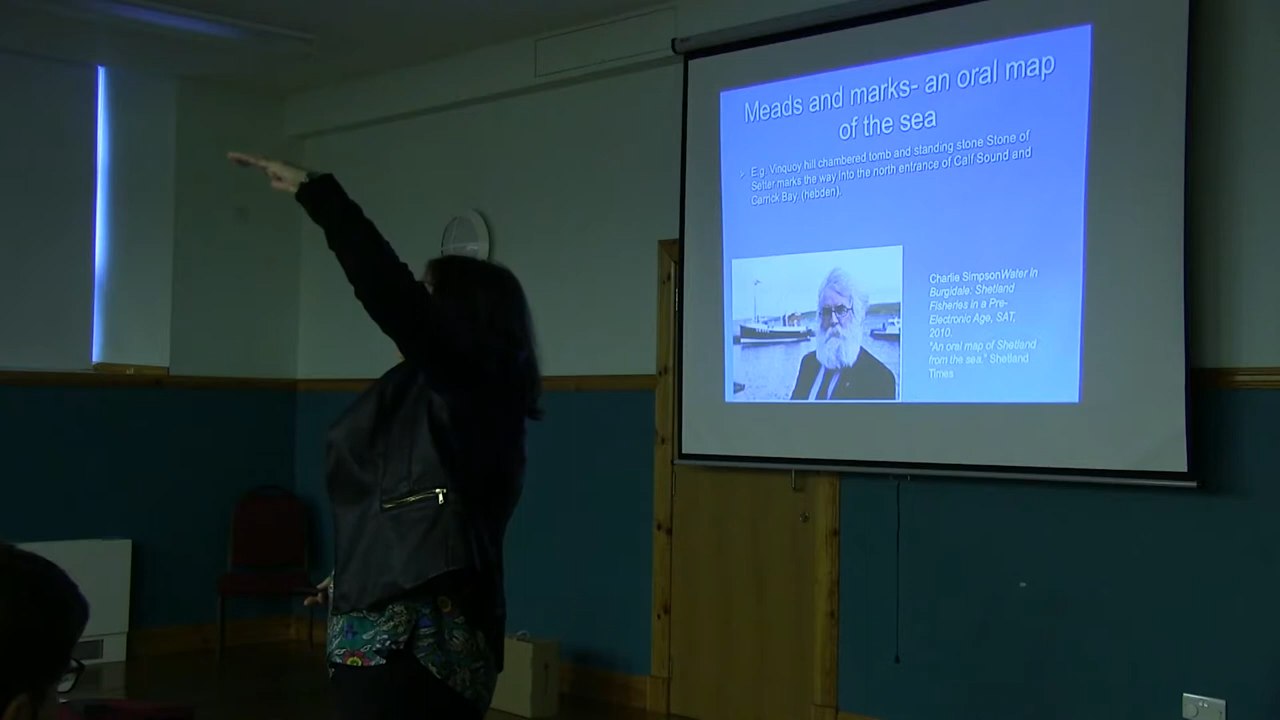 Meads and marks- an oral map
of the sea
E.g. Vinquoy hill chambered tomb and standing stone Stone of
Setter marks the way into the north entrance of Calf Sound and
Carrick Bay. (hebden).
Charlie SimpsonWater in
Burgidale: Shetland
Fisheries in a Pre-
Electronic Age, SAT,
2010.
"An oral map of Shetland
from the sea." Shetland
Times